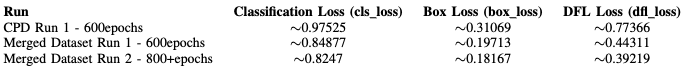 Run Classification Loss (cls_loss) Box Loss (box_loss) DFL Loss (dfl_loss)
CPD Run 1 - 600epochs ~0.97525 ~0.31069 ~0.77366
Merged Dataset Run 1 - 600epochs ~0.84877 ~0.19713 ~0.44311
Merged Dataset Run 2 - 800+epochs ~0.8247 ~0.18167 ~0.39219